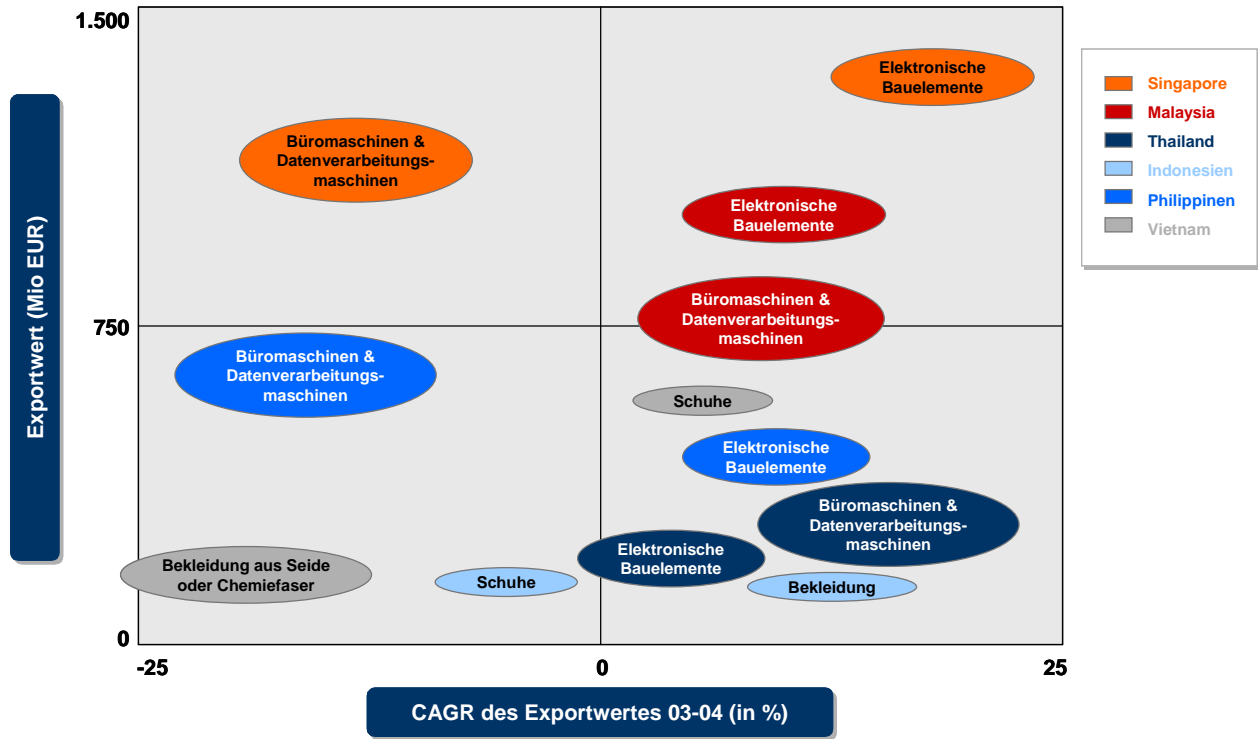 1.500
Elektronische
Bauelemente
Büromaschinen &
Datenverarbeitungs-
maschinen
Elektronische
Bauelemente
Büromaschinen &
Datenverarbeitungs-
maschinen
750
Büromaschinen &
Datenverarbeitungs-
maschinen
Schuhe
Elektronische
Bauelemente
Büromaschinen &
Datenverarbeitungs-
maschinen
Elektronische
Bauelemente
Bekleidung aus Seide
oder Chemiefaser
Schuhe
Bekleidung
0
-25
0
25
Exportwert (Mio EUR)
CAGR des Exportwertes 03-04 (in %)
Singapore
Malaysia
Thailand
Indonesien
Philippinen
Vietnam